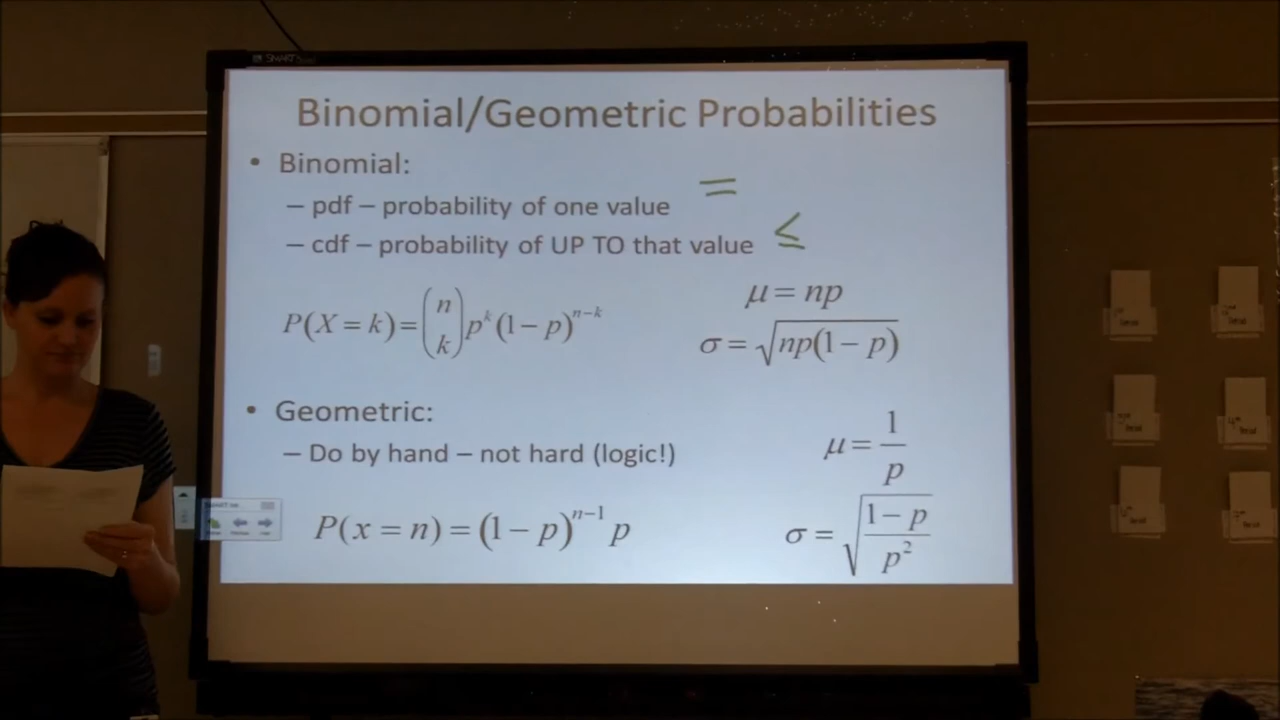 SMART
Binomial/Geometric Probabilities
• Binomial:
– pdf – probability of one value =
– cdf – probability of UP TO that value ≤
P(X = k) = (n k) p^k (1 − p)^{n−k}
μ = np
σ = √(np(1 − p))
• Geometric:
– Do by hand – not hard (logic!)
μ = 1/p
P(x = n) = (1 − p)^{n−1} p
σ = √((1 − p)/p²)